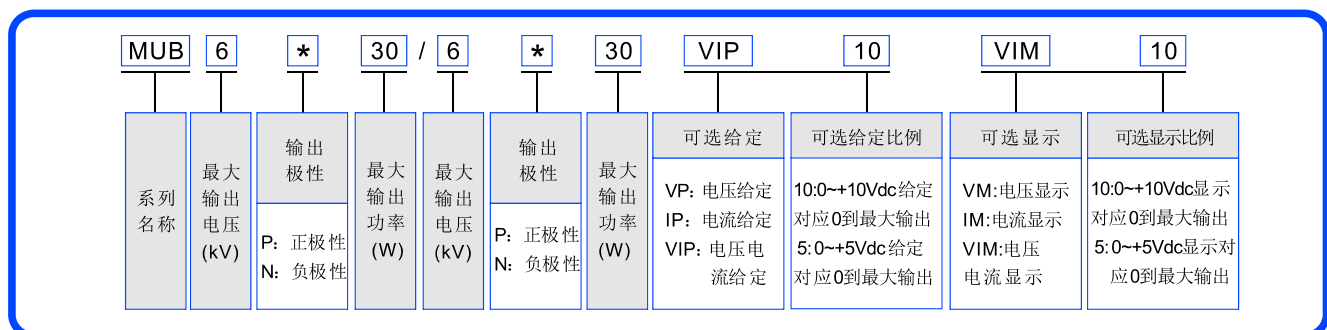 MUB 6 * 30 / 6 * 30 VIP 10 VIM 10
系列
名称
最大
输出
电压
(kV)
输出
极性
P：正极性
N：负极性
最大
输出
功率
(W)
最大
输出
电压
(kV)
输出
极性
P：正极性
N：负极性
最大
输出
功率
(W)
可选给定
VP：电压给定
IP：电流给定
VIP：电压电
流给定
可选给定比例
10:0~+10Vdc给定
对应0到最大输出
5:0~+5Vdc给定
对应0到最大输出
可选显示
VM:电压显示
IM:电流显示
VIM:电压
电流显示
可选显示比例
10:0~+10Vdc显示
对应0到最大输出
5:0~+5Vdc显示对
应0到最大输出